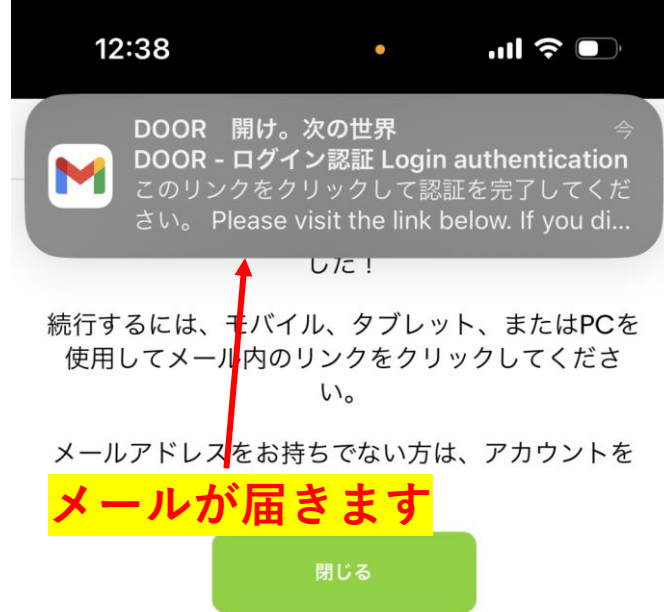 12:38
DOOR 開け。次の世界 今
DOOR - ログイン認証 Login authentication
このリンクをクリックして認証を完了してくだ
さい。 Please visit the link below. If you di...
した！
続行するには、モバイル、タブレット、またはPCを
使用してメール内のリンクをクリックしてくださ
い。
メールアドレスをお持ちでない方は、アカウントを
メールが届きます
閉じる